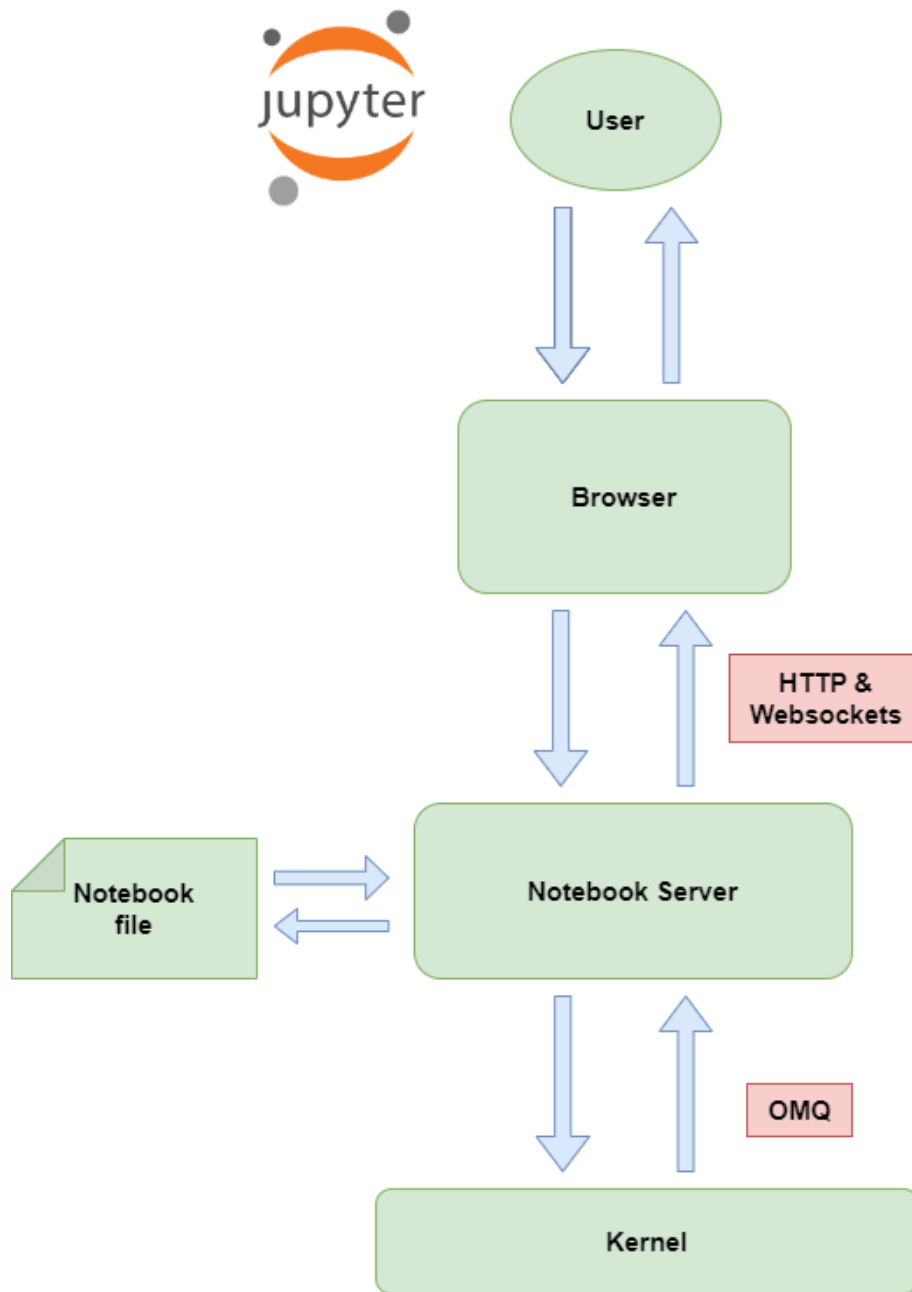 jupyter
User
Browser
HTTP &
Websockets
Notebook
file
Notebook Server
OMQ
Kernel